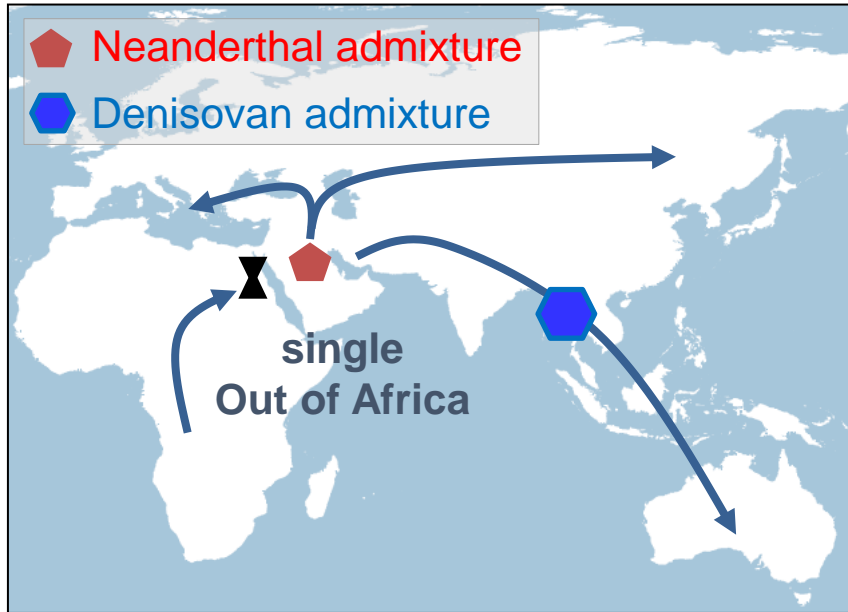 Neanderthal admixture
Denisovan admixture
single
Out of Africa